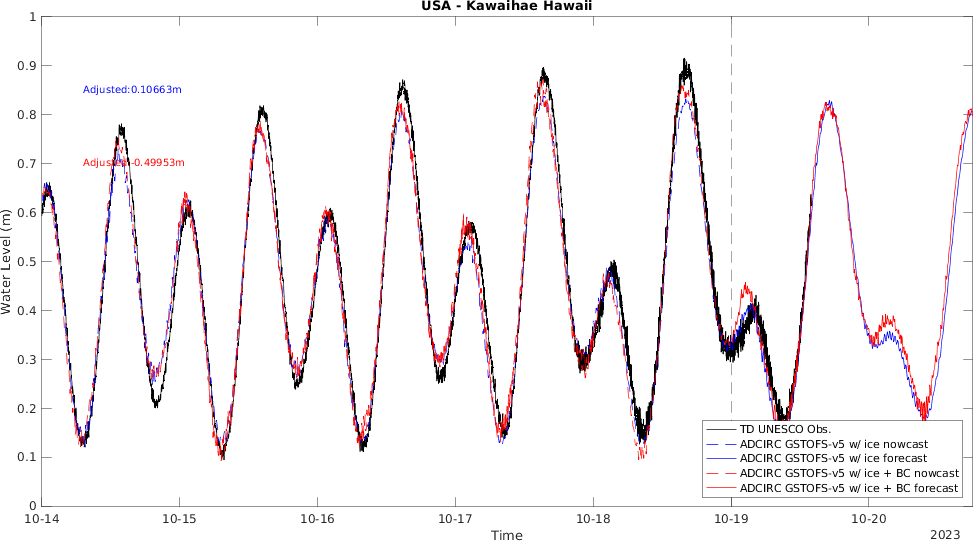 USA - Kawaihae Hawaii
1
0.9
0.8
0.7
0.6
0.5
0.4
0.3
0.2
0.1
0
Water Level (m)
Adjusted:0.10663m
Adjusted:-0.49953m
TD UNESCO Obs.
ADCIRC GSTOFS-v5 w/ ice nowcast
ADCIRC GSTOFS-v5 w/ ice forecast
ADCIRC GSTOFS-v5 w/ ice + BC nowcast
ADCIRC GSTOFS-v5 w/ ice + BC forecast
10-14 10-15 10-16 10-17 10-18 10-19 10-20
Time
2023